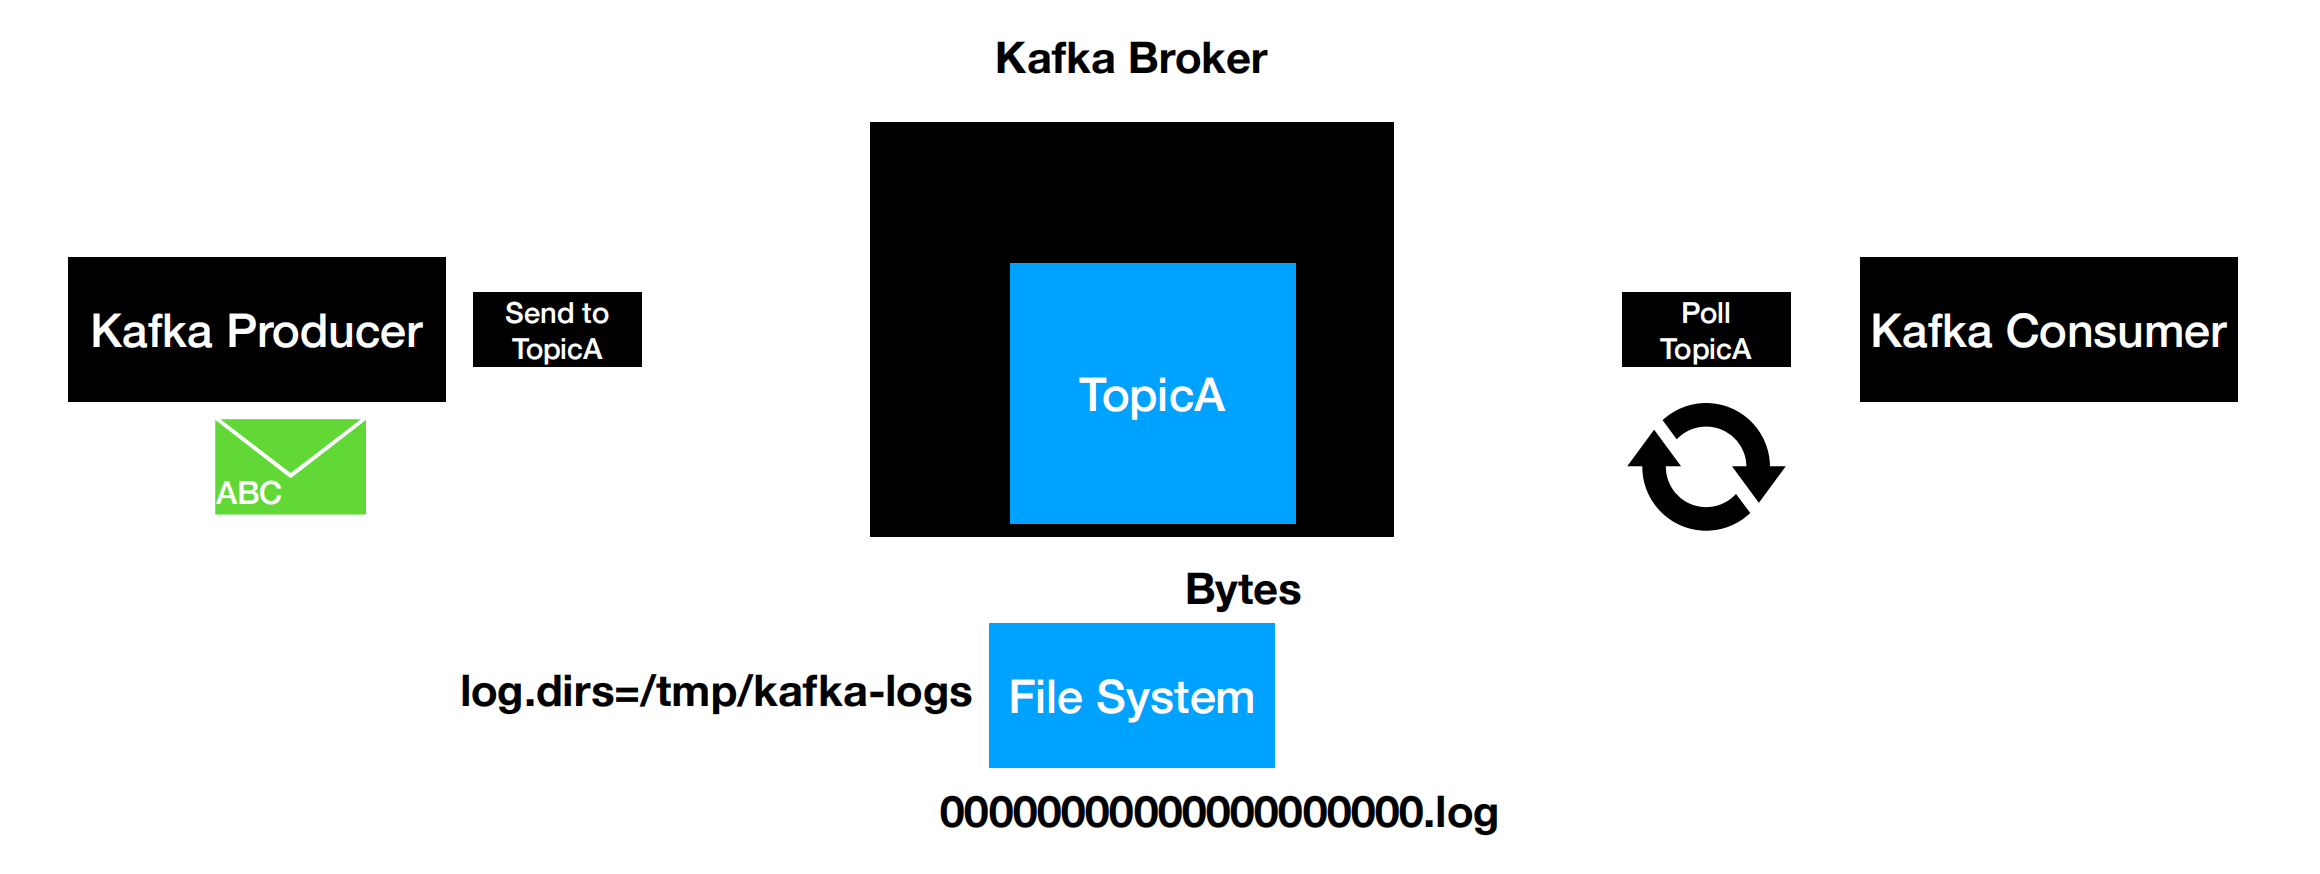 Kafka Broker
Kafka Producer
Send to
TopicA
ABC
TopicA
Poll
TopicA
Kafka Consumer
Bytes
log.dirs=/tmp/kafka-logs
File System
00000000000000000000.log